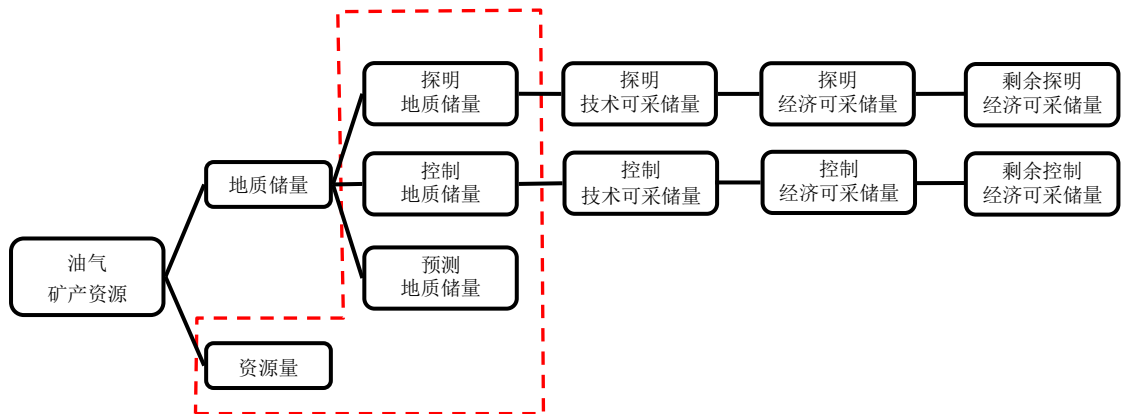 探明
地质储量
探明
技术可采储量
探明
经济可采储量
剩余探明
经济可采储量
地质储量
控制
地质储量
控制
技术可采储量
控制
经济可采储量
剩余控制
经济可采储量
油气
矿产资源
预测
地质储量
资源量